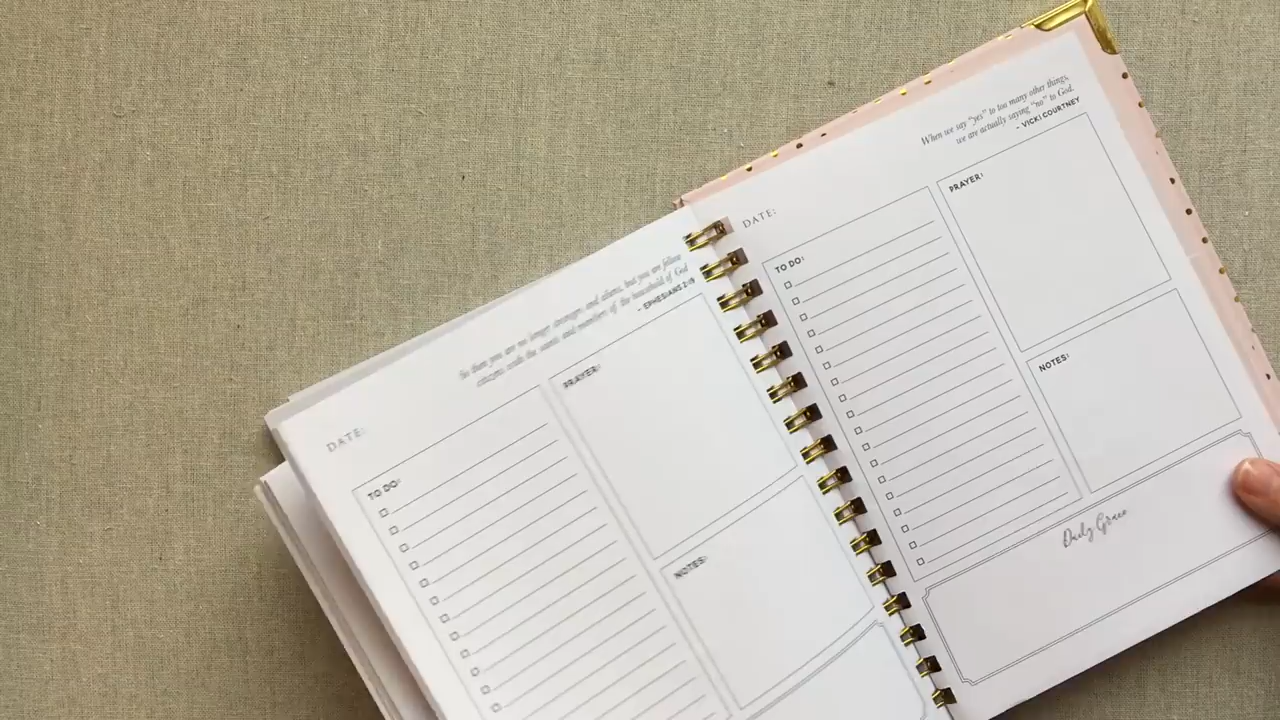 So then you are no longer strangers and aliens, but you are fellow
citizens with the saints and members of the household of God
- EPHESIANS 2:19
DATE:
TO DO:
PRAYER:
NOTES:
When we say "yes" to too many other things,
we are actually saying "no" to God.
- VICKI COURTNEY
DATE:
TO DO:
PRAYER:
NOTES:
Daily Grace